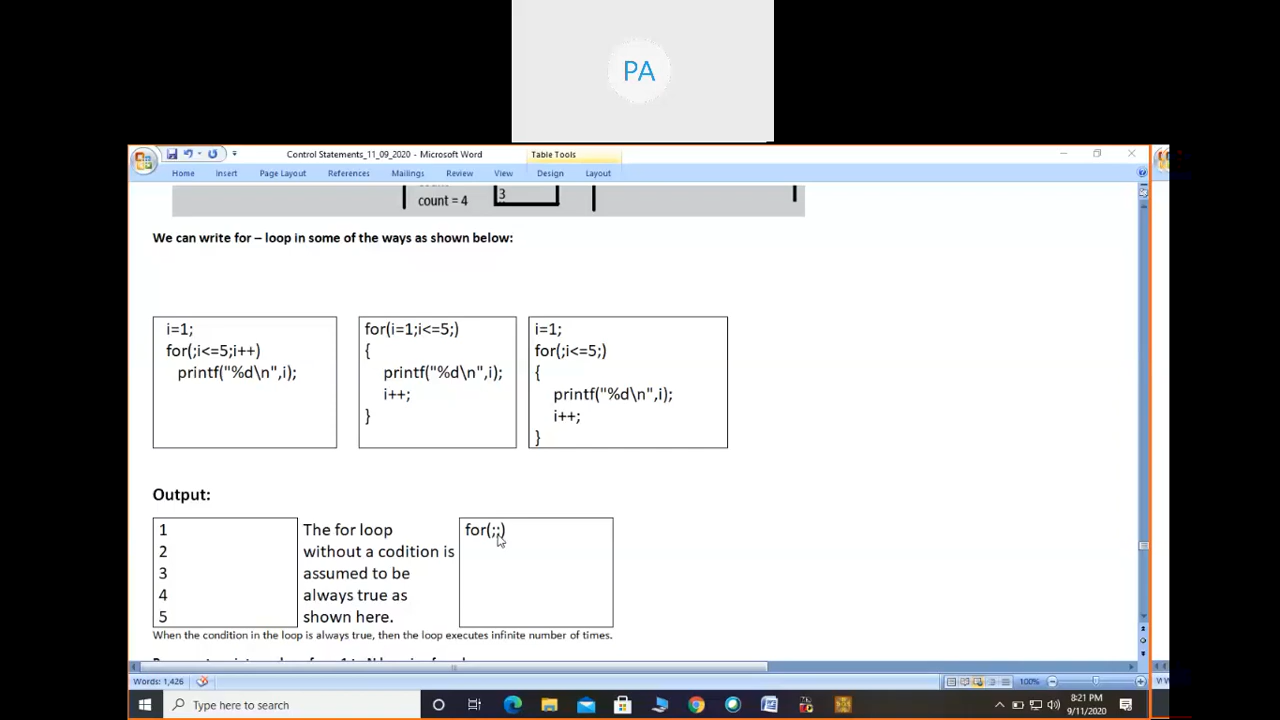 PA
Control Statements_11_09_2020 - Microsoft Word
Table Tools
Home Insert Page Layout References Mailings Review View Design Layout
3
count = 4
We can write for – loop in some of the ways as shown below:
i=1;
for(;i<=5;i++)
printf("%d\n",i);
for(i=1;i<=5;)
{
printf("%d\n",i);
i++;
}
i=1;
for(;i<=5;)
{
printf("%d\n",i);
i++;
}
Output:
1
2
3
4
5
The for loop
without a codition is
assumed to be
always true as
shown here.
for(;;)
When the condition in the loop is always true, then the loop executes infinite number of times.
Words: 1,426
100%
Type here to search
8:21 PM
9/11/2020